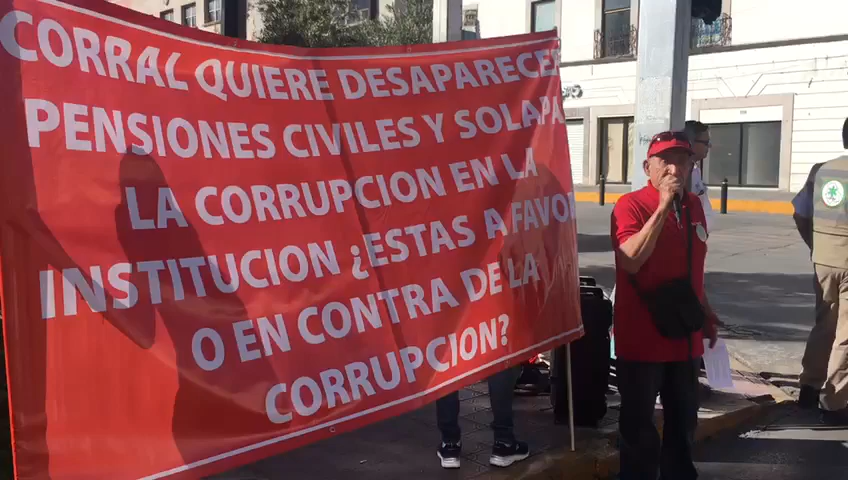 CORRAL QUIERE DESAPARECER
PENSIONES CIVILES Y SOLAPA
LA CORRUPCION EN LA
INSTITUCION ¿ESTAS A FAVOR
O EN CONTRA DE LA
CORRUPCION?